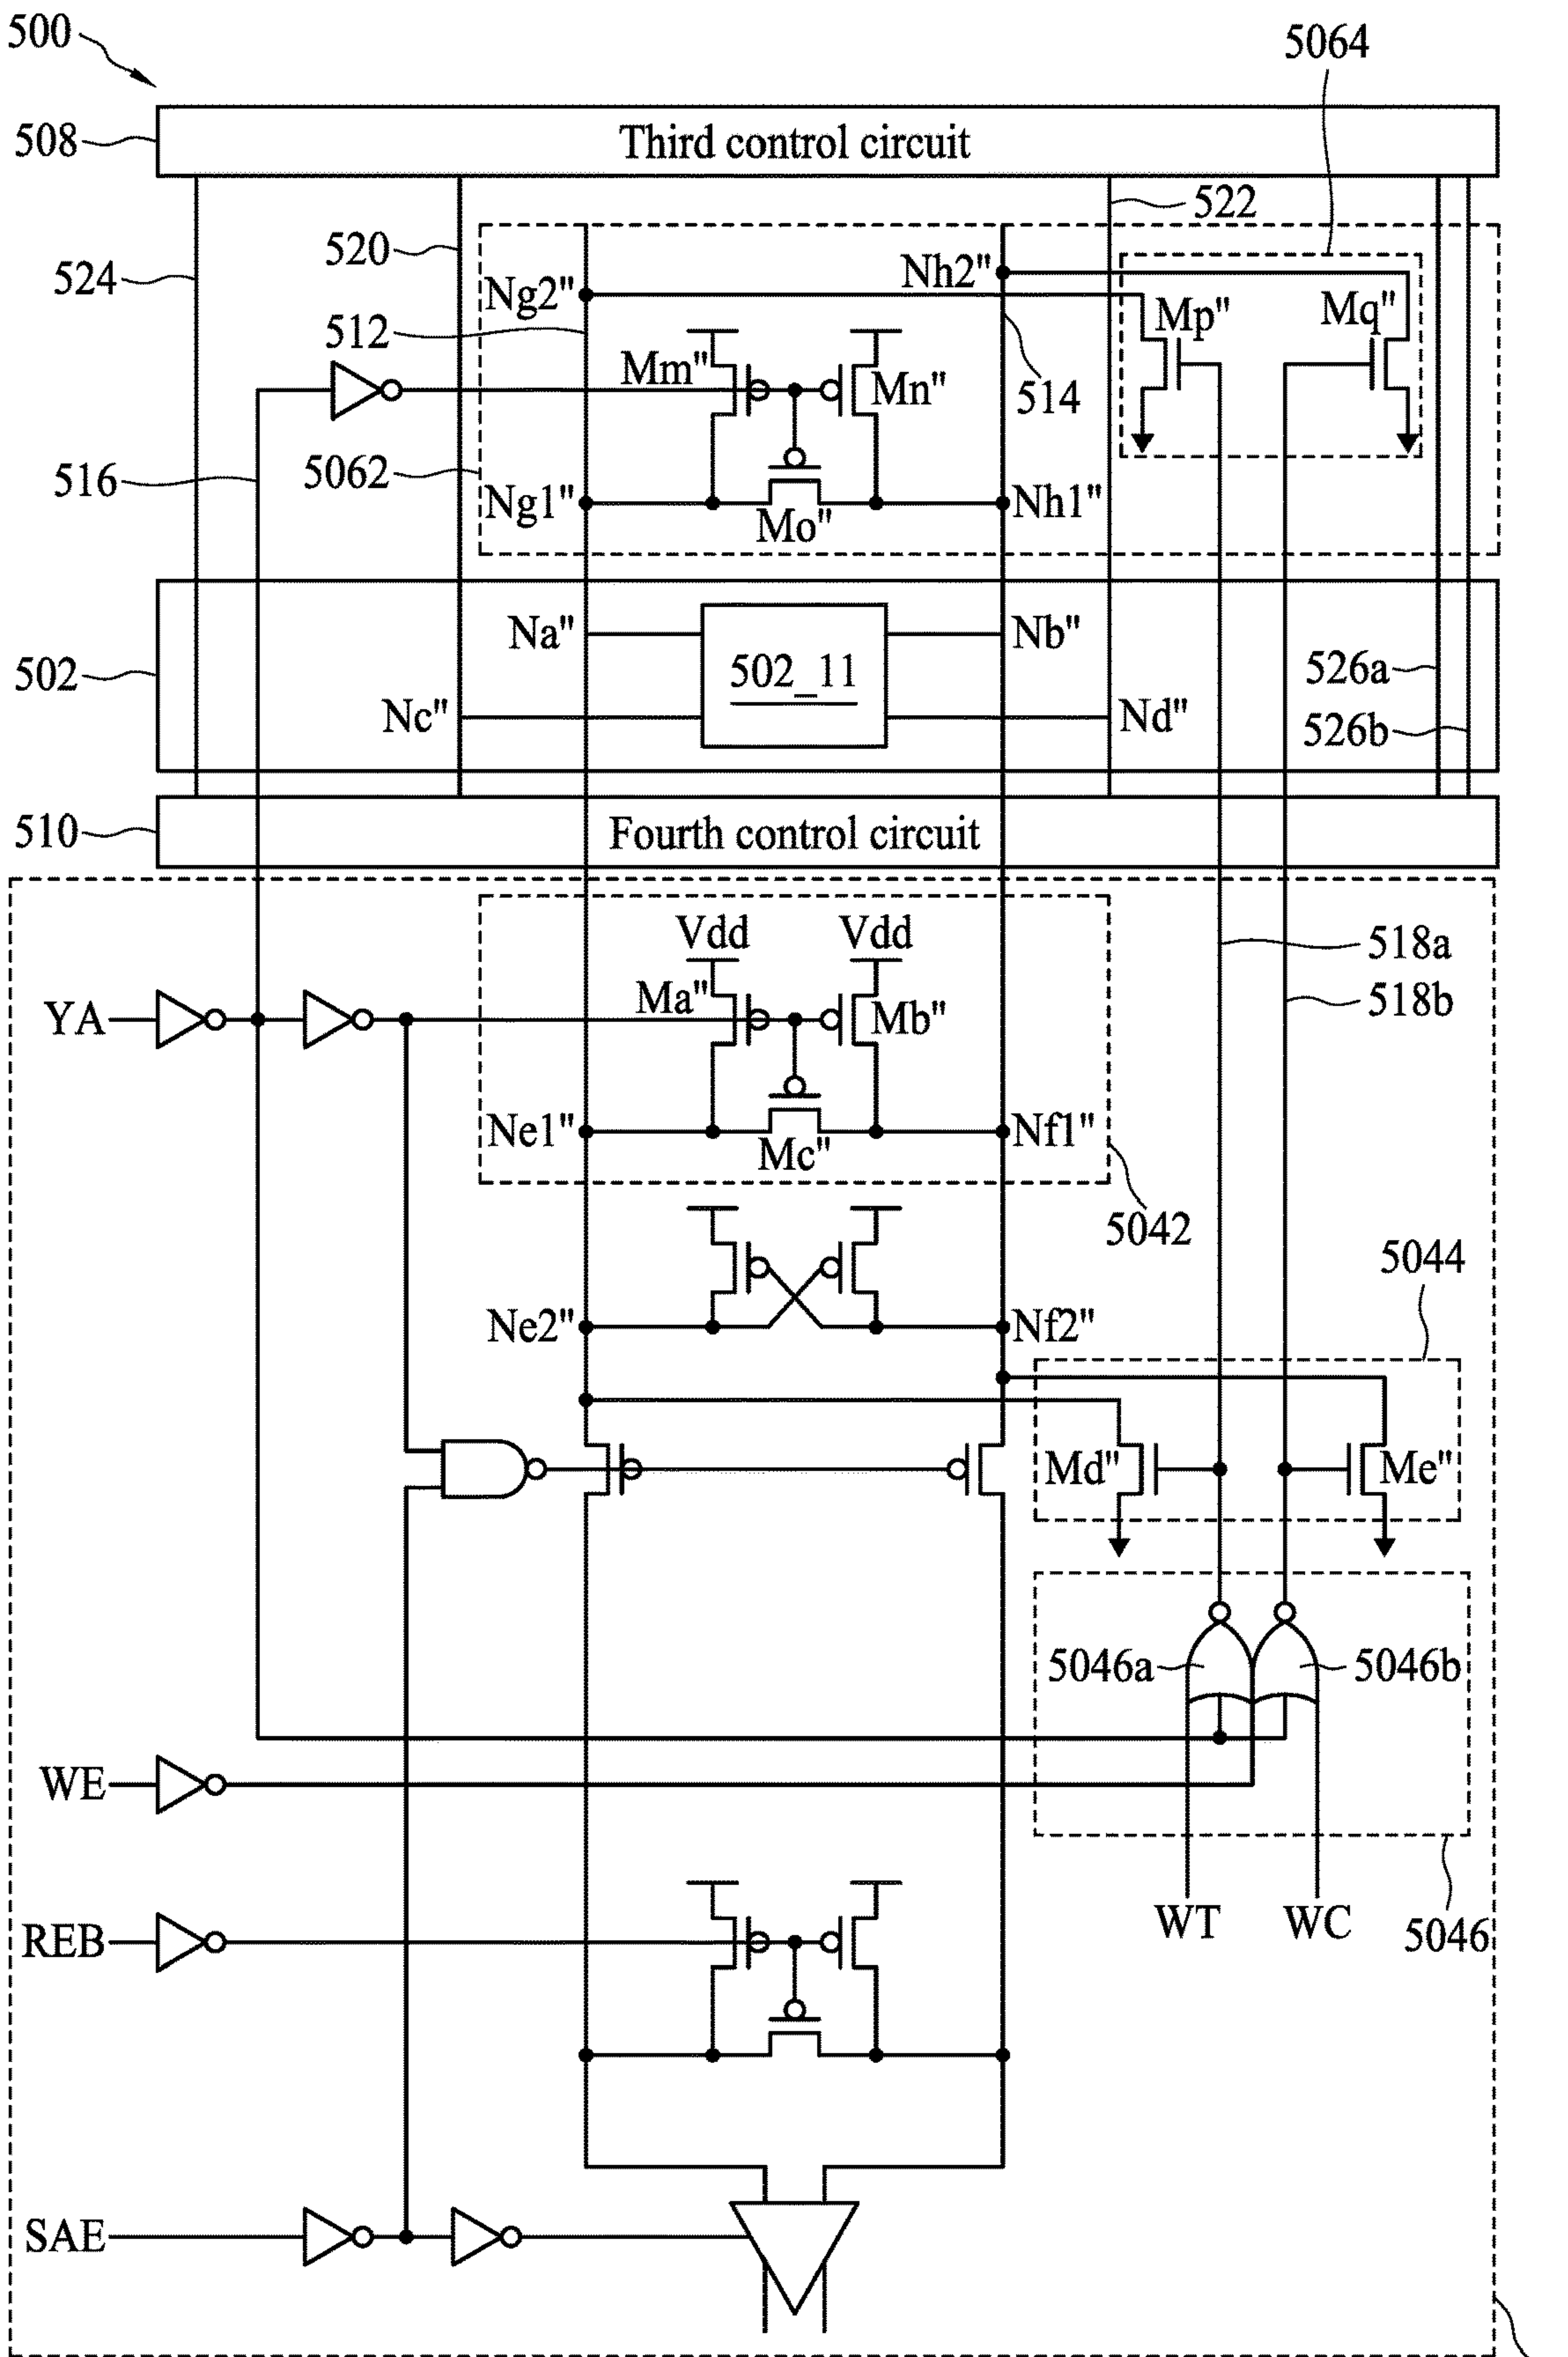 500
5064
508
Third control circuit
522
520
524
Nh2"
Ng2"
Mp"
Mq"
512
Mm"
Mn"
514
516
5062
Ng1"
Nh1"
Mo"
Na"
Nb"
502
502_11
526a
Nc"
Nd"
526b
510
Fourth control circuit
Vdd
Vdd
518a
Ma"
Mb"
518b
YA
Ne1"
Nf1"
Mc"
5042
5044
Ne2"
Nf2"
Md"
Me"
5046a
5046b
WE
WT
WC
5046
REB
SAE